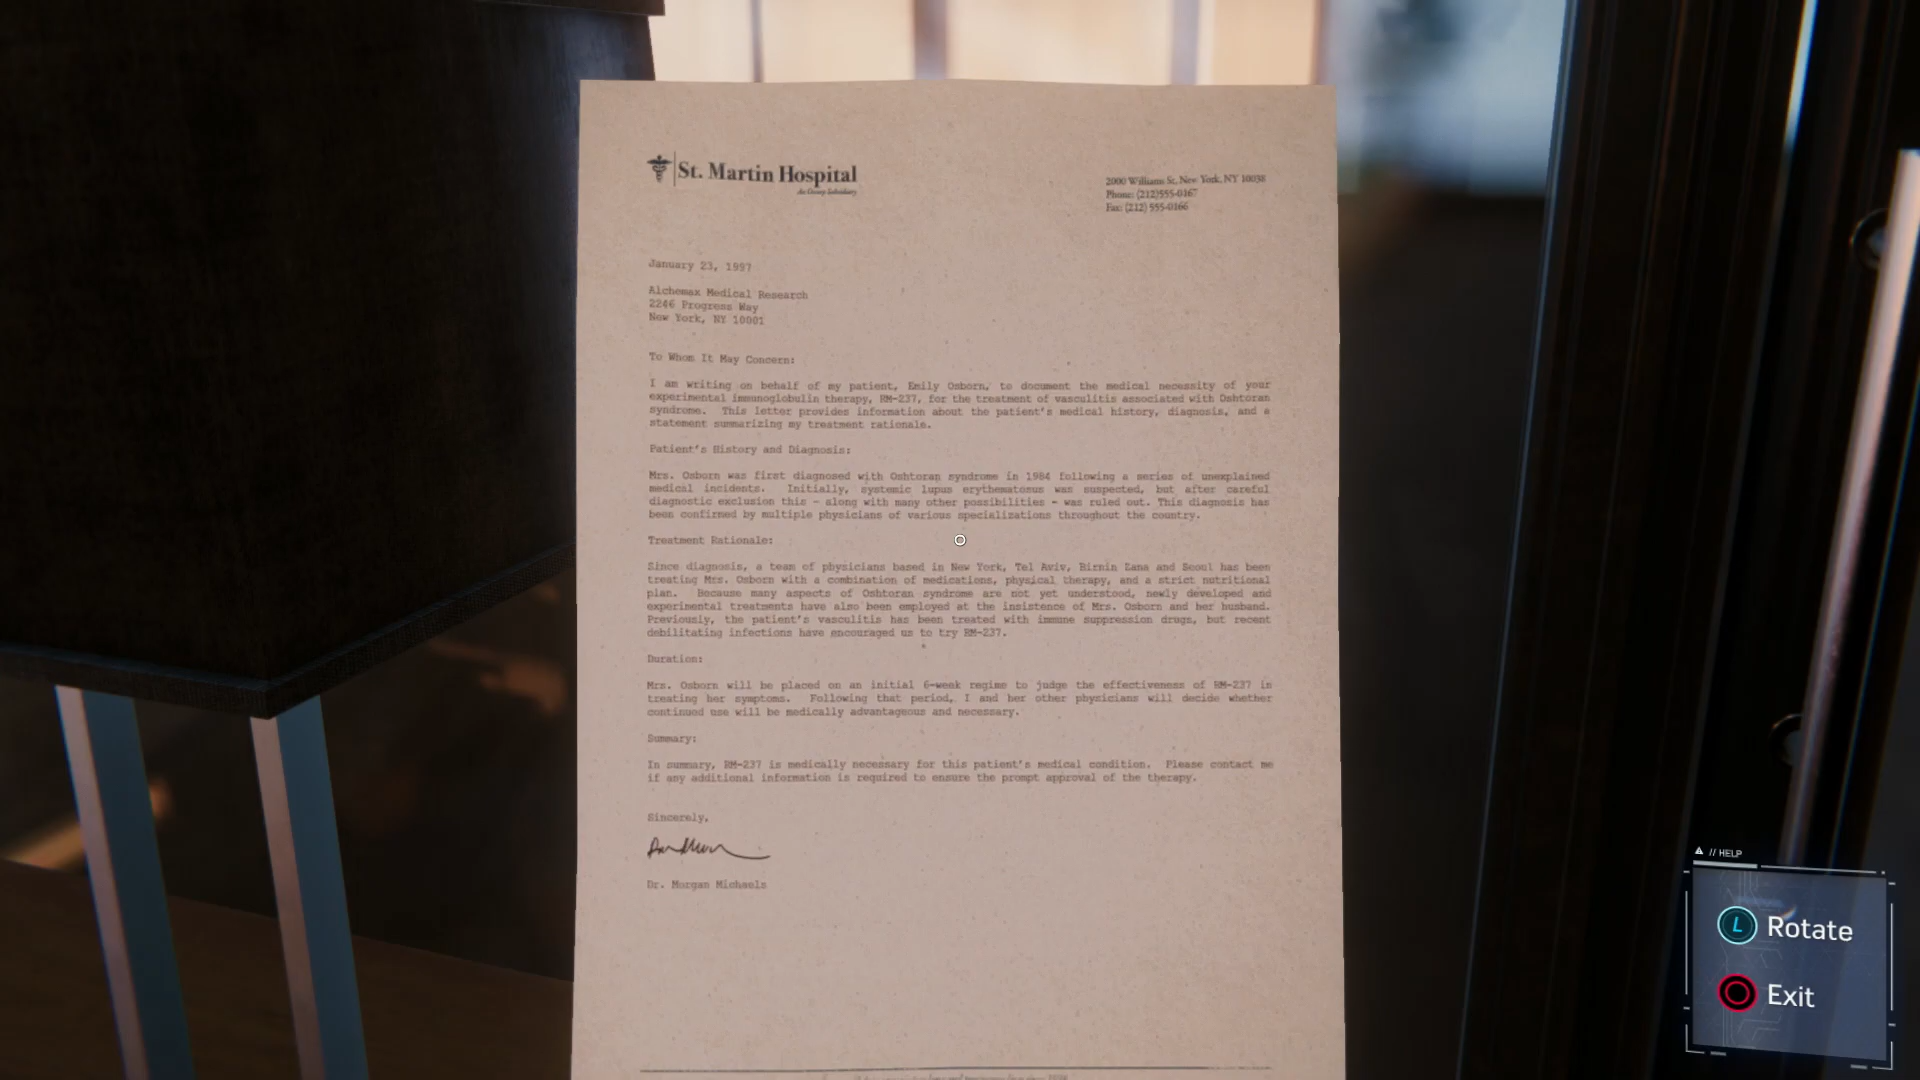 St. Martin Hospital
2000 William St. New York, NY 10038
Phone: (212)555-0167
Fax: (212) 555-0166
January 23, 1997
Alchemax Medical Research
2246 Progress Way
New York, NY 10001
To Whom It May Concern:
I am writing on behalf of my patient, Emily Osborn, to document the medical necessity of your
experimental immunoglobulin therapy, RM-237, for the treatment of vasculitis associated with Oshtoran
syndrome. This letter provides information about the patient's medical history, diagnosis, and a
statement summarizing my treatment rationale.
Patient's History and Diagnosis:
Mrs. Osborn was first diagnosed with Oshtoran syndrome in 1984 following a series of unexplained
medical incidents. Initially, systemic lupus erythematosus was suspected, but after careful
diagnostic exclusion this - along with many other possibilities - was ruled out. This diagnosis has
been confirmed by multiple physicians of various specializations throughout the country.
Treatment Rationale:
Since diagnosis, a team of physicians based in New York, Tel Aviv, Birnin Zana and Seoul has been
treating Mrs. Osborn with a combination of medications, physical therapy, and a strict nutritional
plan. Because many aspects of Oshtoran syndrome are not yet understood, newly developed and
experimental treatments have also been employed at the insistence of Mrs. Osborn and her husband.
Previously, the patient's vasculitis has been treated with immune suppression drugs, but recent
debilitating infections have encouraged us to try RM-237.
Duration:
Mrs. Osborn will be placed on an initial 6-week regime to judge the effectiveness of RM-237 in
treating her symptoms. Following that period, I and her other physicians will decide whether
continued use will be medically advantageous and necessary.
Summary:
In summary, RM-237 is medically necessary for this patient's medical condition. Please contact me
if any additional information is required to ensure the prompt approval of the therapy.
Sincerely,
Dr. Morgan Michaels
// HELP
L Rotate
Exit